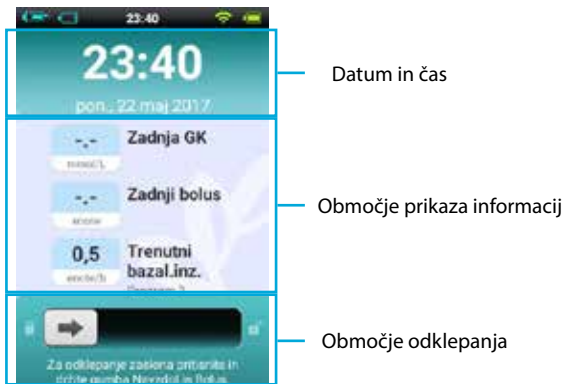 23:40
23:40
pon., 22 maj 2017
Datum in čas
-.- Zadnja GK
mmol/L
-.- Zadnji bolus
enote
0,5 Trenutni
bazal.inz.
enote/h
Območje prikaza informacij
Za odklepanje zaslona pritisnite in
držite gumba Navzdol in Bolus.
Območje odklepanja